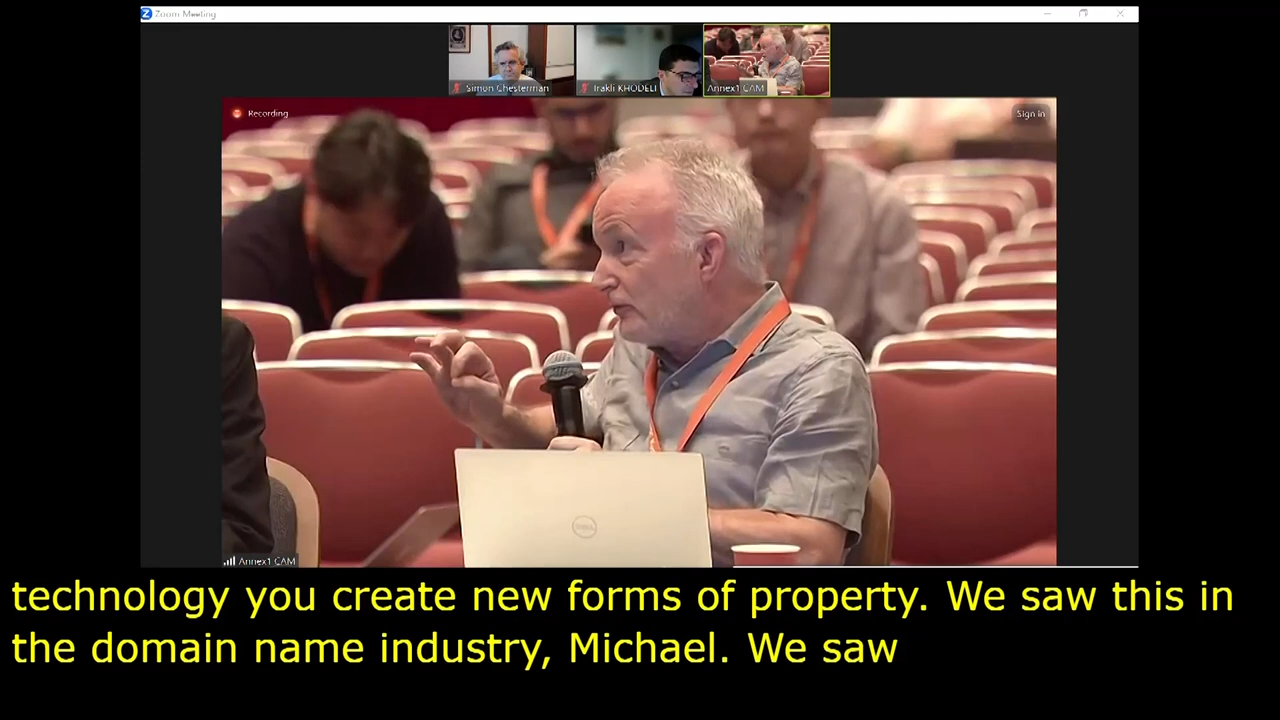 Zoom Meeting
Simon Chesterman
Irakli KHODELI
Annex1 CAM
Recording
Sign in
DELL
Annex1 CAM
technology you create new forms of property. We saw this in
the domain name industry, Michael. We saw